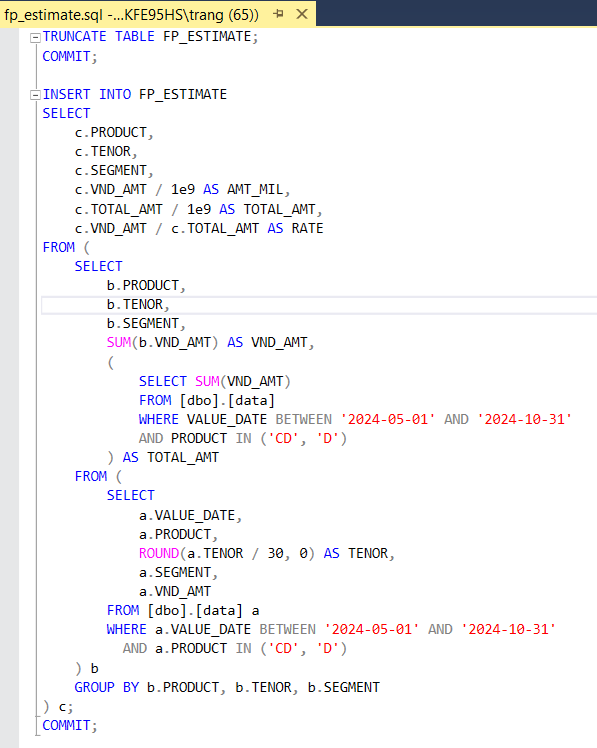 fp_estimate.sql -...KFE95HS\trang (65))
TRUNCATE TABLE FP_ESTIMATE;
COMMIT;
INSERT INTO FP_ESTIMATE
SELECT
    c.PRODUCT,
    c.TENOR,
    c.SEGMENT,
    c.VND_AMT / 1e9 AS AMT_MIL,
    c.TOTAL_AMT / 1e9 AS TOTAL_AMT,
    c.VND_AMT / c.TOTAL_AMT AS RATE
FROM (
    SELECT
        b.PRODUCT,
        b.TENOR,
        b.SEGMENT,
        SUM(b.VND_AMT) AS VND_AMT,
        (
            SELECT SUM(VND_AMT)
            FROM [dbo].[data]
            WHERE VALUE_DATE BETWEEN '2024-05-01' AND '2024-10-31'
            AND PRODUCT IN ('CD', 'D')
        ) AS TOTAL_AMT
    FROM (
        SELECT
            a.VALUE_DATE,
            a.PRODUCT,
            ROUND(a.TENOR / 30, 0) AS TENOR,
            a.SEGMENT,
            a.VND_AMT
        FROM [dbo].[data] a
        WHERE a.VALUE_DATE BETWEEN '2024-05-01' AND '2024-10-31'
          AND a.PRODUCT IN ('CD', 'D')
    ) b
    GROUP BY b.PRODUCT, b.TENOR, b.SEGMENT
) c;
COMMIT;